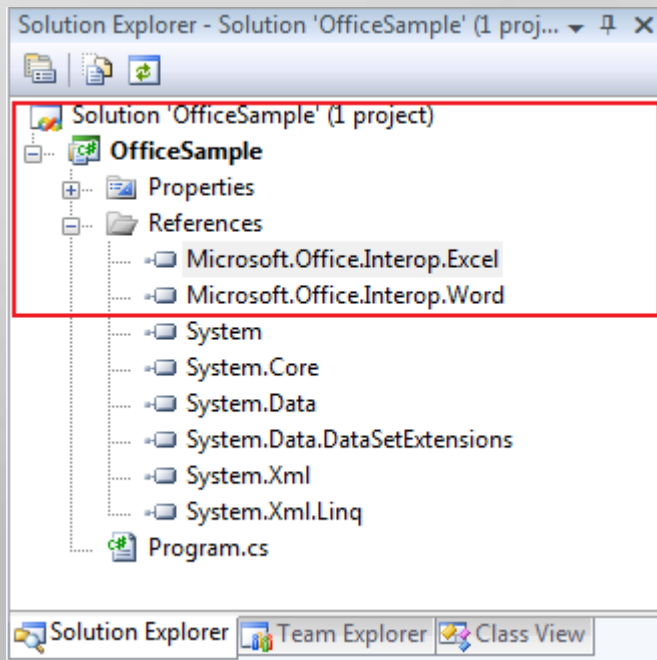 Solution Explorer - Solution 'OfficeSample' (1 proj...
Solution 'OfficeSample' (1 project)
OfficeSample
Properties
References
Microsoft.Office.Interop.Excel
Microsoft.Office.Interop.Word
System
System.Core
System.Data
System.Data.DataSetExtensions
System.Xml
System.Xml.Linq
Program.cs
Solution Explorer Team Explorer Class View